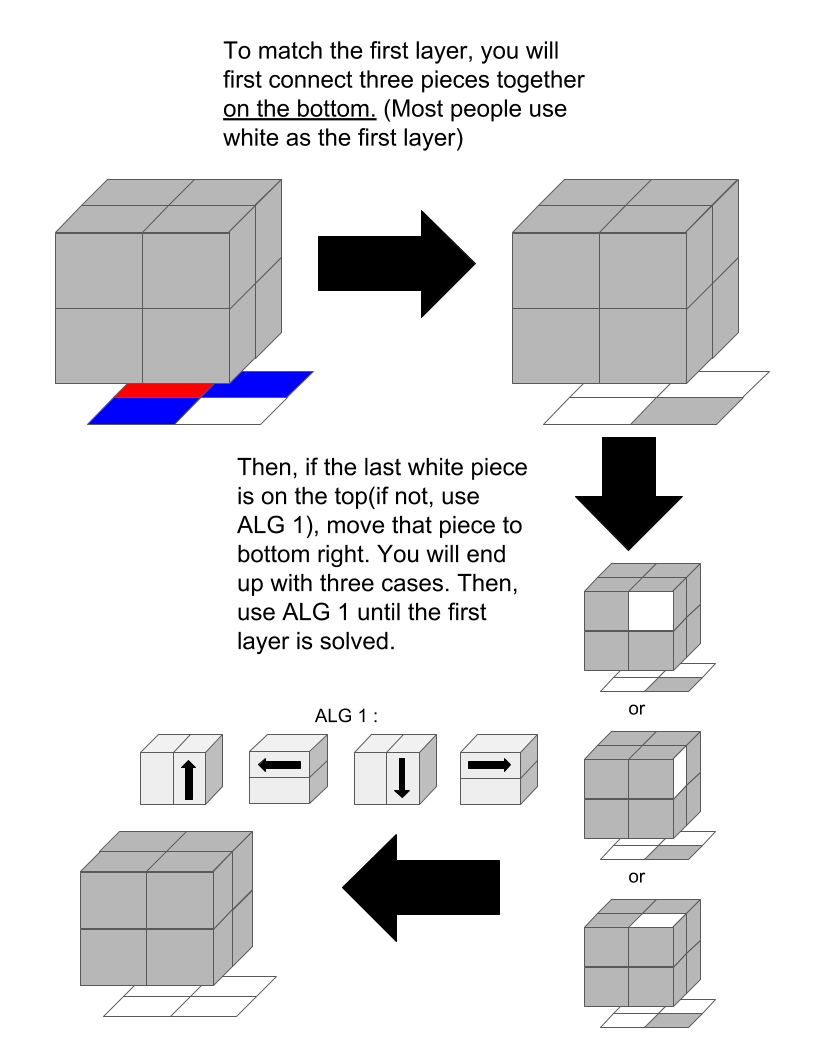 To match the first layer, you will
first connect three pieces together
on the bottom. (Most people use
white as the first layer)
Then, if the last white piece
is on the top(if not, use
ALG 1), move that piece to
bottom right. You will end
up with three cases. Then,
use ALG 1 until the first
layer is solved.
or
ALG 1 :
or